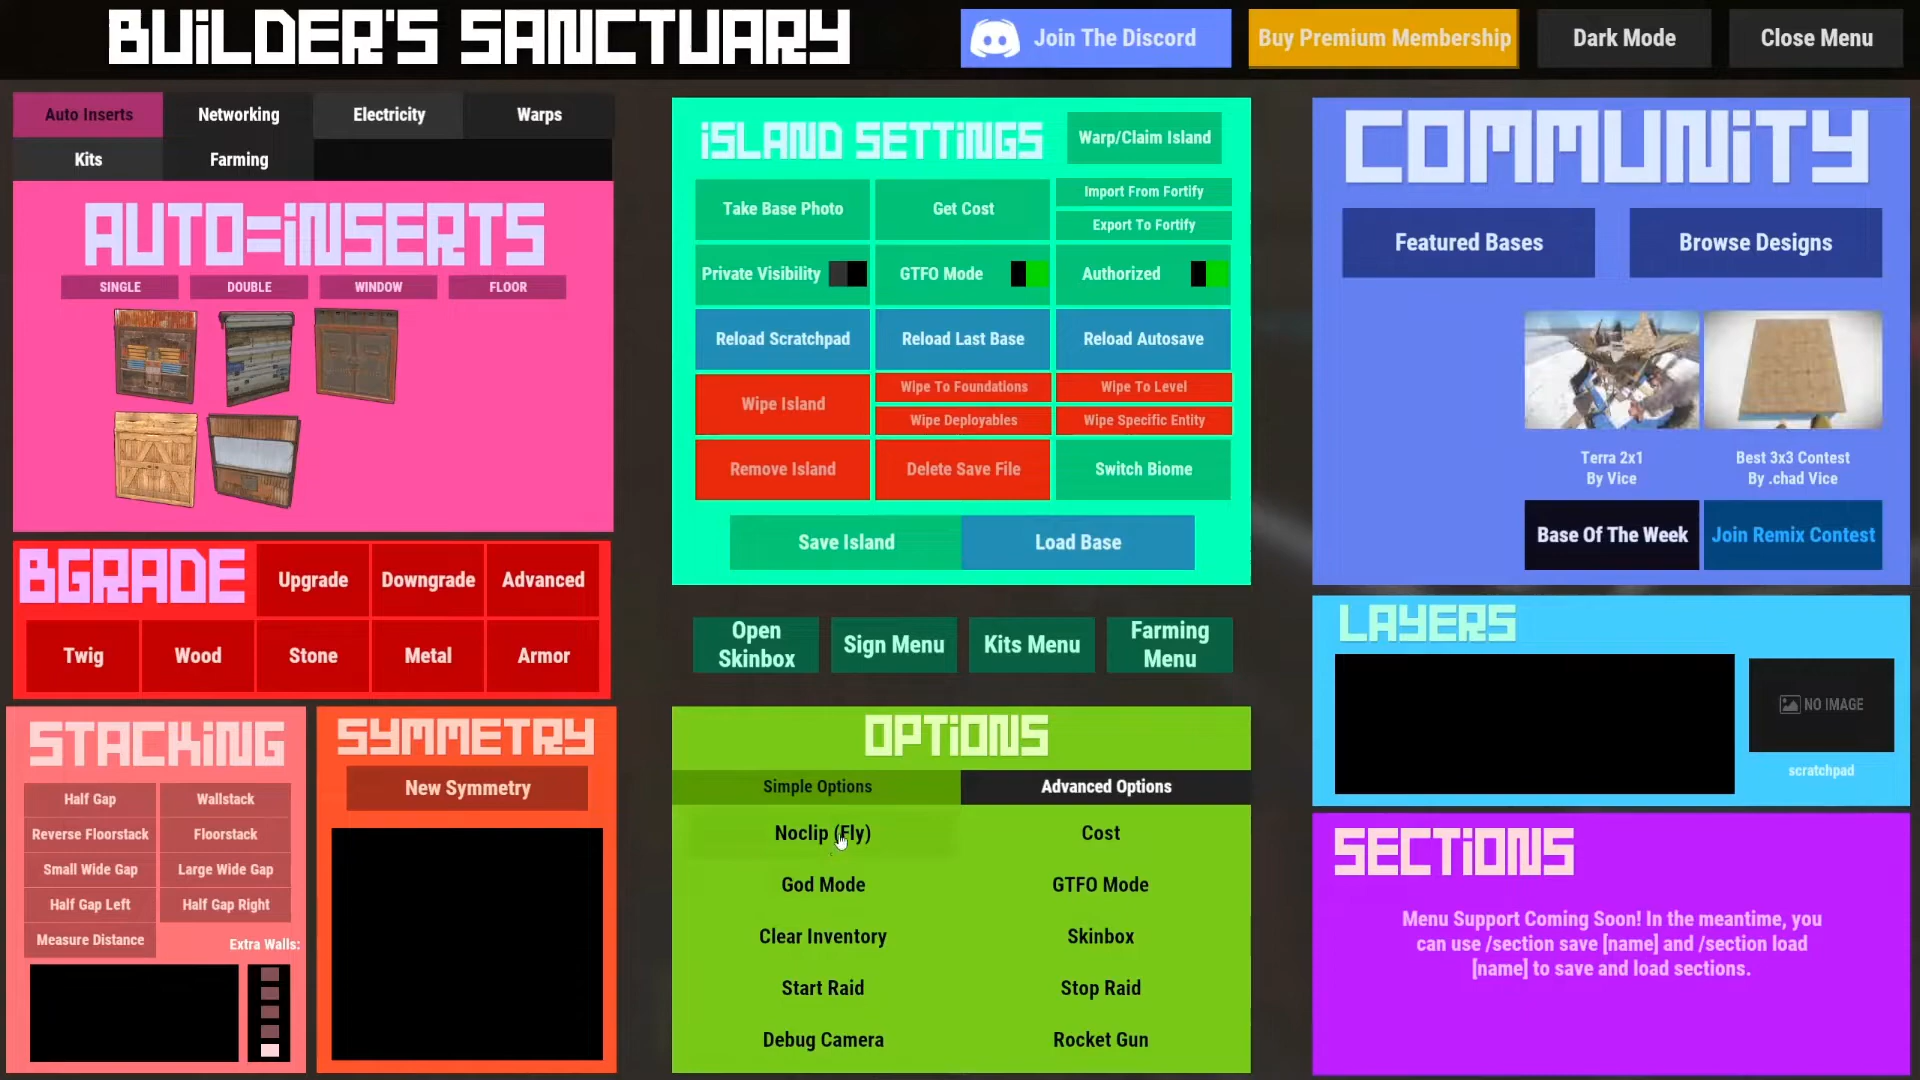 BUiLDER'S SANCTUARY
Join The Discord
Buy Premium Membership
Dark Mode
Close Menu
Auto Inserts
Networking
Electricity
Warps
Kits
Farming
AUTO=iNSERTS
SINGLE
DOUBLE
WINDOW
FLOOR
BGRADE
Upgrade
Downgrade
Advanced
Twig
Wood
Stone
Metal
Armor
STACKiNG
Half Gap
Wallstack
Reverse Floorstack
Floorstack
Small Wide Gap
Large Wide Gap
Half Gap Left
Half Gap Right
Measure Distance
Extra Walls:
SYMMETRY
New Symmetry
iSLAND SETTiNGS
Warp/Claim Island
Take Base Photo
Get Cost
Import From Fortify
Export To Fortify
Private Visibility
GTFO Mode
Authorized
Reload Scratchpad
Reload Last Base
Reload Autosave
Wipe Island
Wipe To Foundations
Wipe To Level
Wipe Deployables
Wipe Specific Entity
Remove Island
Delete Save File
Switch Biome
Save Island
Load Base
Open
Skinbox
Sign Menu
Kits Menu
Farming
Menu
OPTiONS
Simple Options
Advanced Options
Noclip (Fly)
Cost
God Mode
GTFO Mode
Clear Inventory
Skinbox
Start Raid
Stop Raid
Debug Camera
Rocket Gun
COMMUNiTY
Featured Bases
Browse Designs
Terra 2x1
By Vice
Best 3x3 Contest
By .chad Vice
Base Of The Week
Join Remix Contest
LAYERS
NO IMAGE
scratchpad
SECTiONS
Menu Support Coming Soon! In the meantime, you
can use /section save [name] and /section load
[name] to save and load sections.